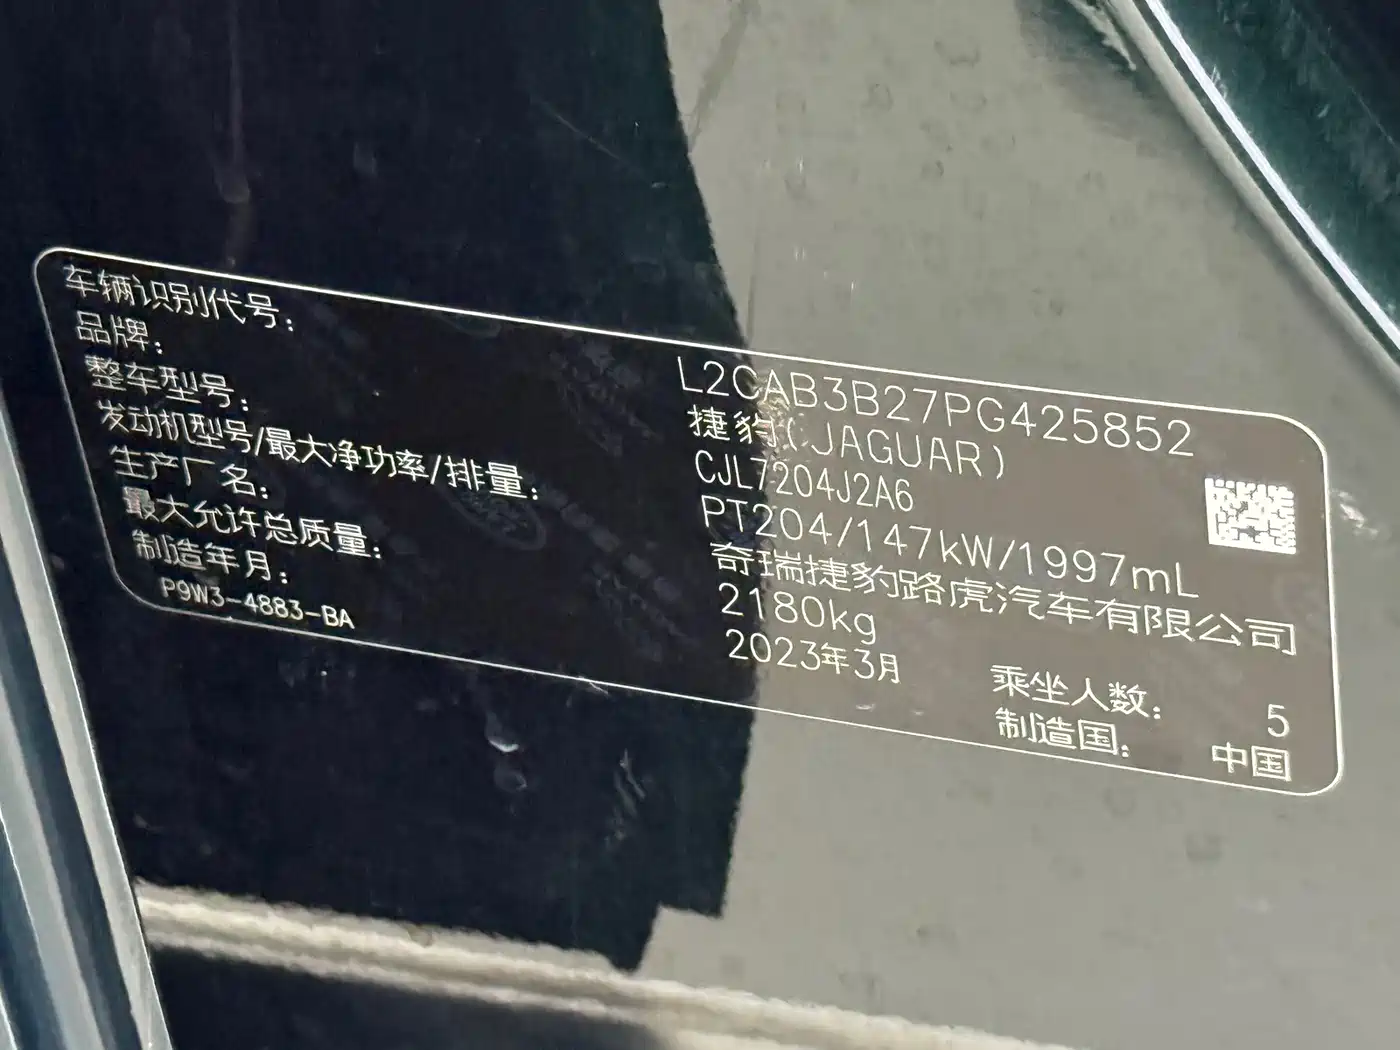 车辆识别代号: L2CAB3B27PG425852
品牌: 捷豹(JAGUAR)
整车型号: CJL7204J2A6
发动机型号/最大净功率/排量: PT204/147kW/1997mL
生产厂名: 奇瑞捷豹路虎汽车有限公司
最大允许总质量: 2180kg 乘坐人数: 5
制造年月: 2023年3月 制造国: 中国
P9W3-4883-BA